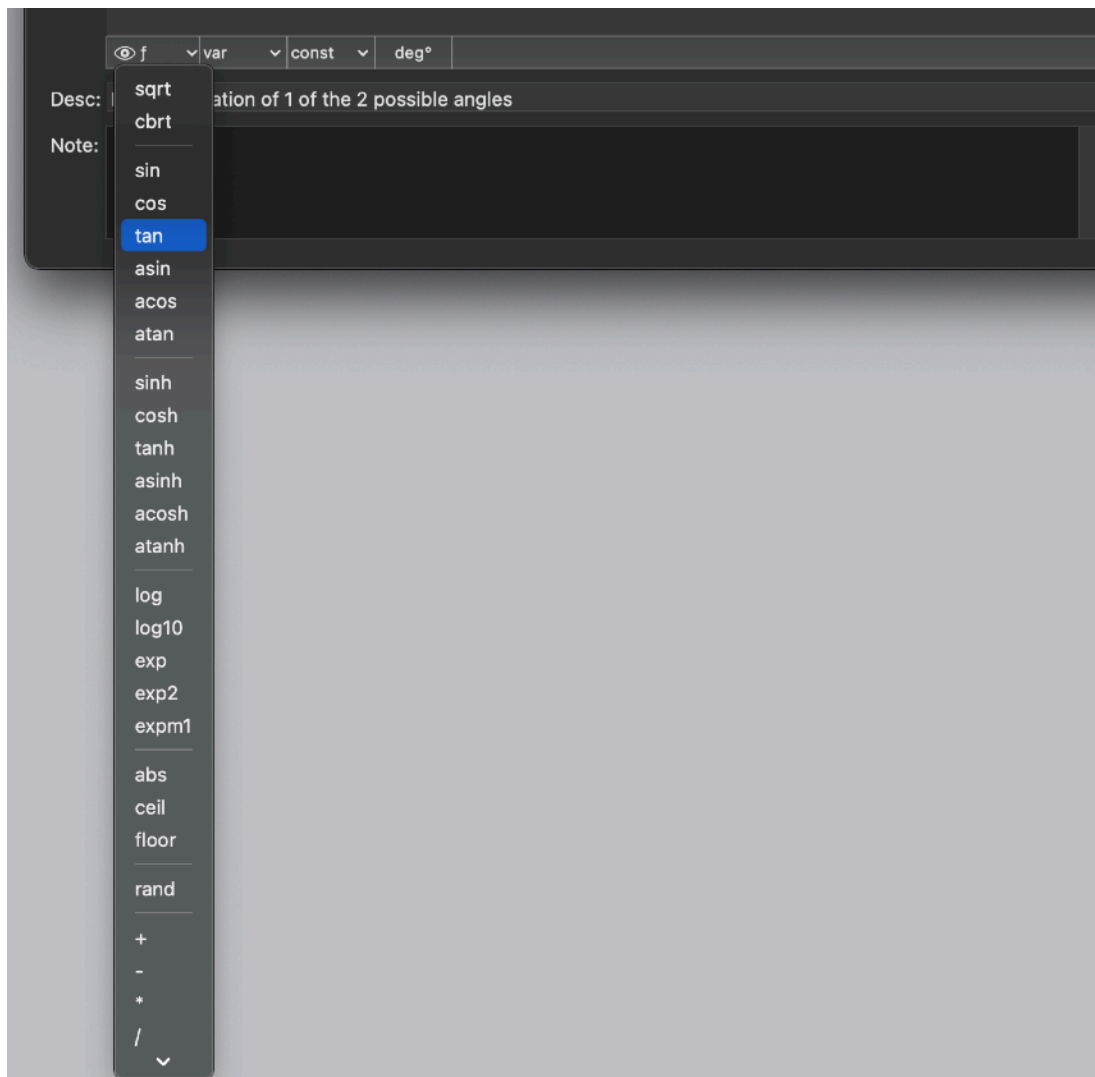 ƒ var const deg°
Desc: ation of 1 of the 2 possible angles
Note:
sqrt
cbrt
sin
cos
tan
asin
acos
atan
sinh
cosh
tanh
asinh
acosh
atanh
log
log10
exp
exp2
expm1
abs
ceil
floor
rand
+
-
*
/